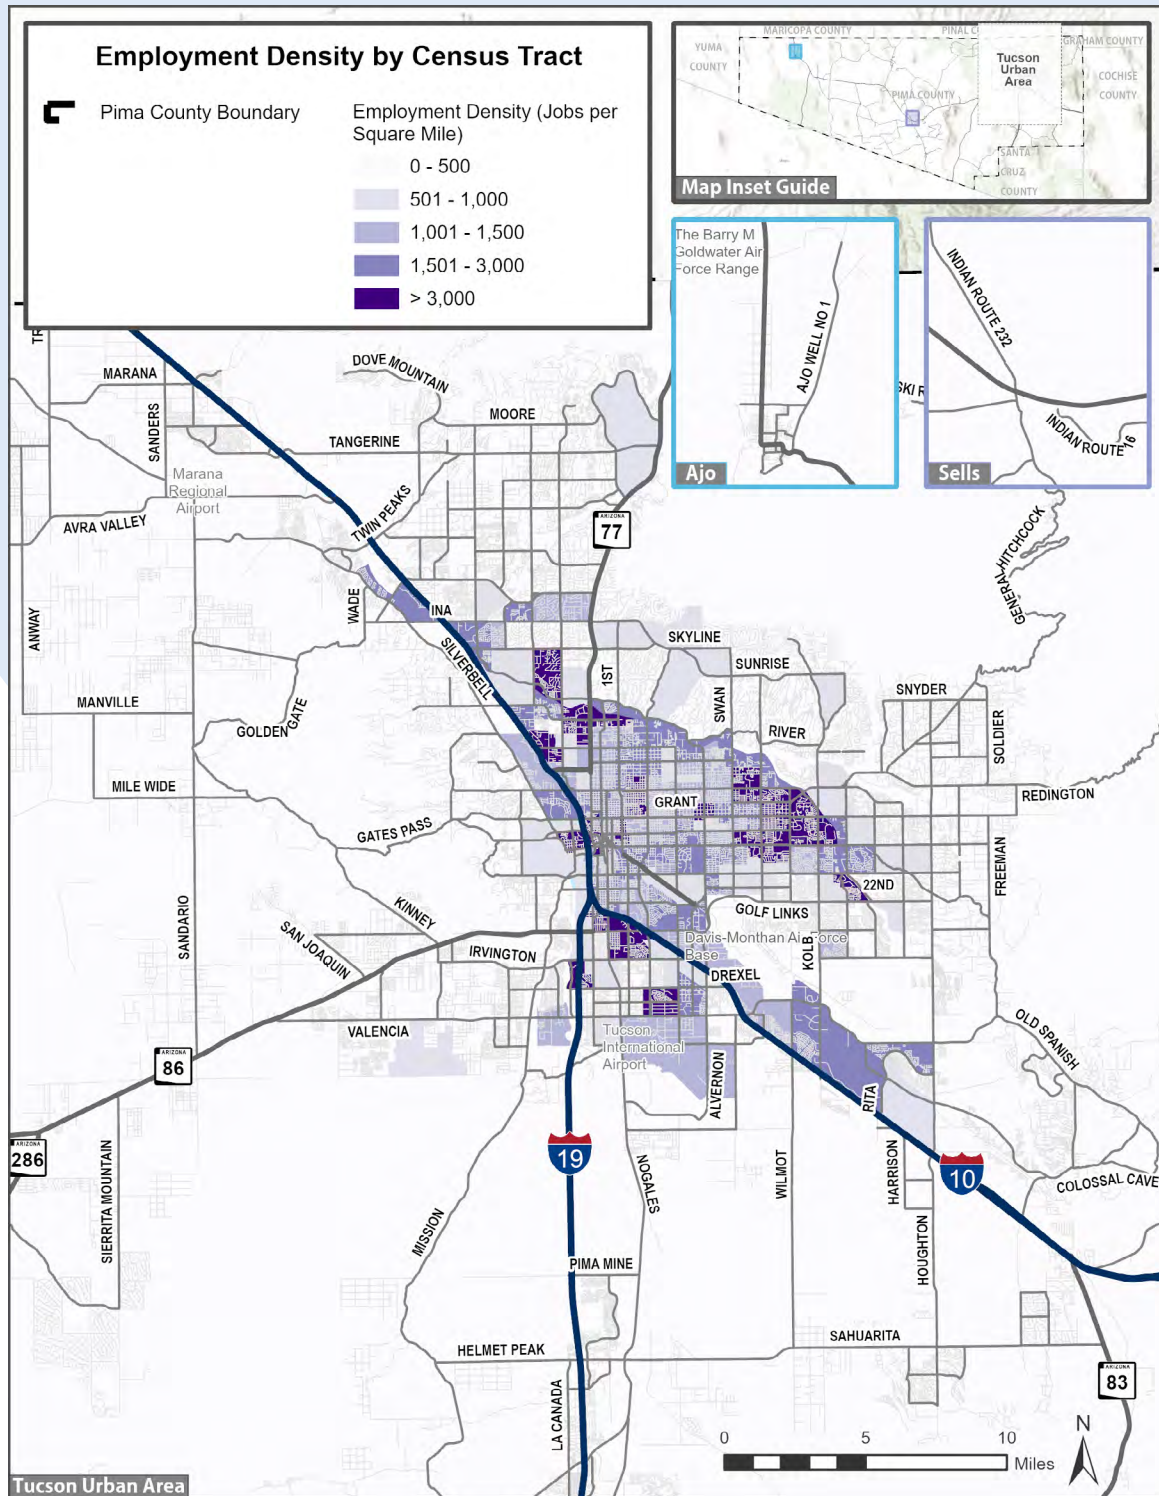 Employment Density by Census Tract
Pima County Boundary
Employment Density (Jobs per
Square Mile)
0 - 500
501 - 1,000
1,001 - 1,500
1,501 - 3,000
> 3,000
MARICOPA COUNTY
PINAL C
GRAHAM COUNTY
YUMA
COUNTY
Tucson
Urban
Area
COCHISE
COUNTY
PIMA COUNTY
SANTA
CRUZ
COUNTY
Map Inset Guide
The Barry M
Goldwater Air
Force Range
AJO WELL NO 1
Ajo
SKI R
INDIAN ROUTE 232
INDIAN ROUTE 16
Sells
TR
MARANA
SANDERS
DOVE MOUNTAIN
MOORE
TANGERINE
Marana
Regional
Airport
AVRA VALLEY
TWIN PEAKS
ARIZONA
77
GENERAL HITCHCOCK
ANWAY
WADE
INA
SILVERBELL
SKYLINE
SUNRISE
1ST
SWAN
SNYDER
MANVILLE
GOLDEN GATE
RIVER
SOLDIER
MILE WIDE
GRANT
REDINGTON
GATES PASS
FREEMAN
22ND
KINNEY
SANDARIO
SAN JOAQUIN
GOLF LINKS
IRVINGTON
Davis-Monthan Air Force
Base
KOLB
DREXEL
VALENCIA
Tucson
International
Airport
OLD SPANISH
ARIZONA
86
ALVERNON
RITA
ARIZONA
286
SIERRITA MOUNTAIN
19
NOGALES
WILMOT
HARRISON
10
COLOSSAL CAVE
MISSION
HOUGHTON
PIMA MINE
SAHUARITA
HELMET PEAK
ARIZONA
83
LA CANADA
0 5 10
Miles
N
Tucson Urban Area